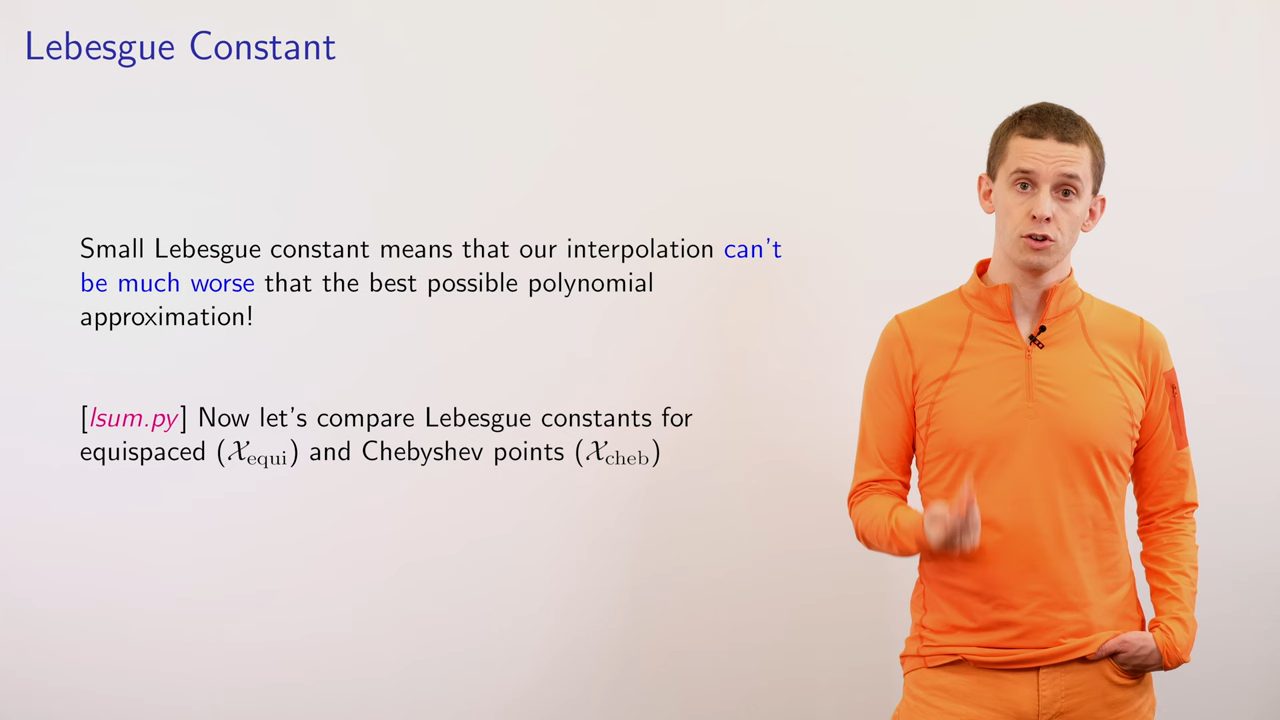 Lebesgue Constant
Small Lebesgue constant means that our interpolation can't
be much worse that the best possible polynomial
approximation!
[lsum.py] Now let's compare Lebesgue constants for
equispaced (𝒳equi) and Chebyshev points (𝒳cheb)